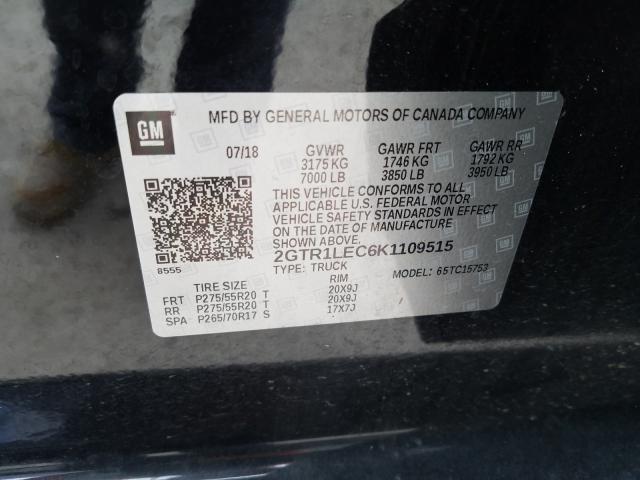 GM
MFD BY GENERAL MOTORS OF CANADA COMPANY
07/18 GVWR GAWR FRT GAWR RR
3175 KG 1746 KG 1792 KG
7000 LB 3850 LB 3950 LB
THIS VEHICLE CONFORMS TO ALL
APPLICABLE U.S. FEDERAL MOTOR
VEHICLE SAFETY STANDARDS IN EFFECT
ON THE DATE OF MANUFACTURE
SHOWN ABOVE.
8555 2GTR1LEC6K1109515
TYPE: TRUCK MODEL: 65TC15753
TIRE SIZE RIM
FRT P275/55R20 T 20X9J
RR P275/55R20 T 20X9J
SPA P265/70R17 S 17X7J